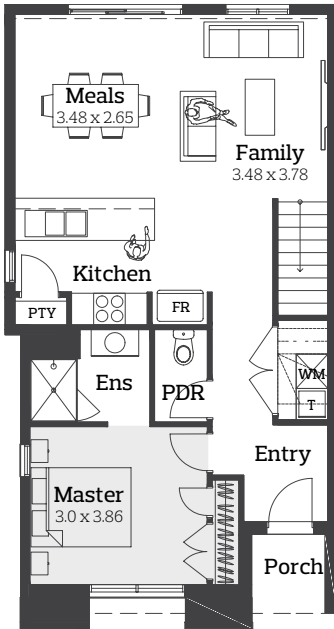 Meals
3.48 x 2.65
Family
3.48 x 3.78
Kitchen
PTY
FR
Ens
PDR
WM
T
Entry
Master
3.0 x 3.86
Porch